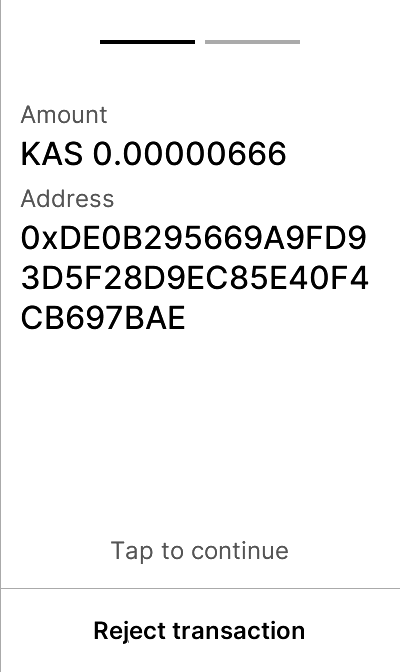 Amount
KAS 0.00000666
Address
0xDE0B295669A9FD9
3D5F28D9EC85E40F4
CB697BAE
Tap to continue
Reject transaction